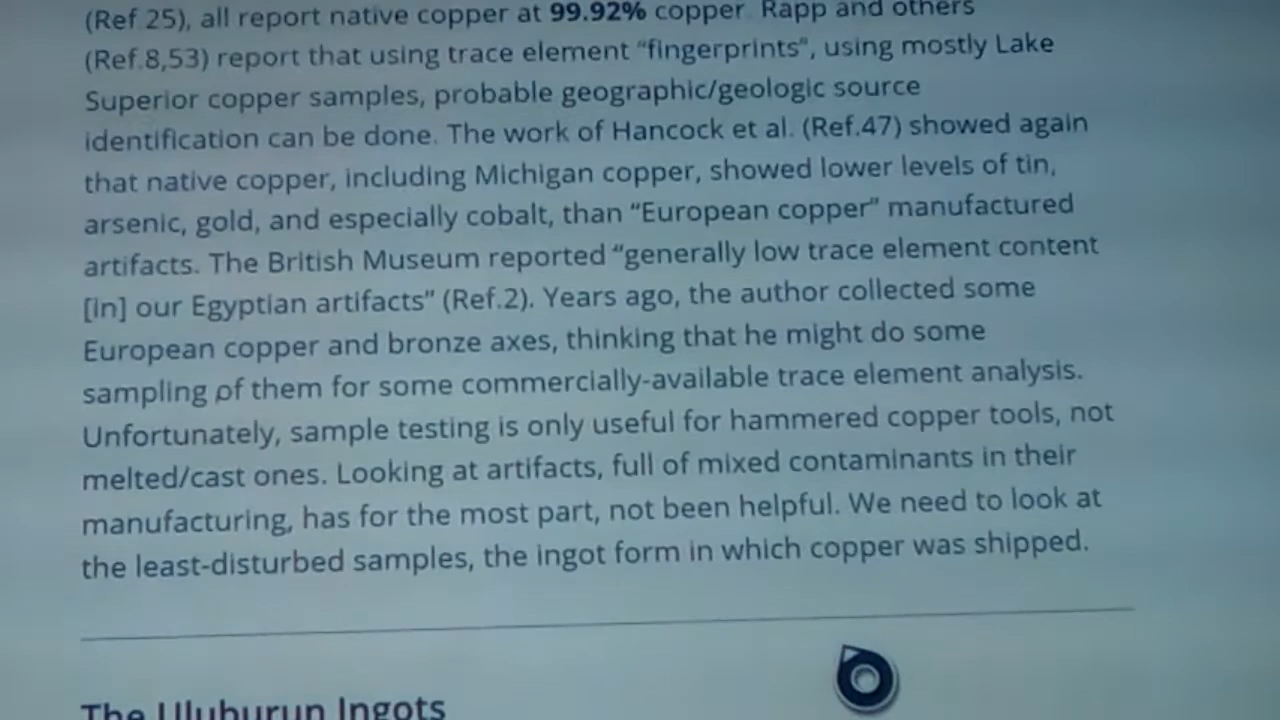 (Ref.25), all report native copper at 99.92% copper. Rapp and others
(Ref.8,53) report that using trace element “fingerprints”, using mostly Lake
Superior copper samples, probable geographic/geologic source
identification can be done. The work of Hancock et al. (Ref.47) showed again
that native copper, including Michigan copper, showed lower levels of tin,
arsenic, gold, and especially cobalt, than “European copper” manufactured
artifacts. The British Museum reported “generally low trace element content
[in] our Egyptian artifacts” (Ref.2). Years ago, the author collected some
European copper and bronze axes, thinking that he might do some
sampling of them for some commercially-available trace element analysis.
Unfortunately, sample testing is only useful for hammered copper tools, not
melted/cast ones. Looking at artifacts, full of mixed contaminants in their
manufacturing, has for the most part, not been helpful. We need to look at
the least-disturbed samples, the ingot form in which copper was shipped.
The Uluburun Ingots